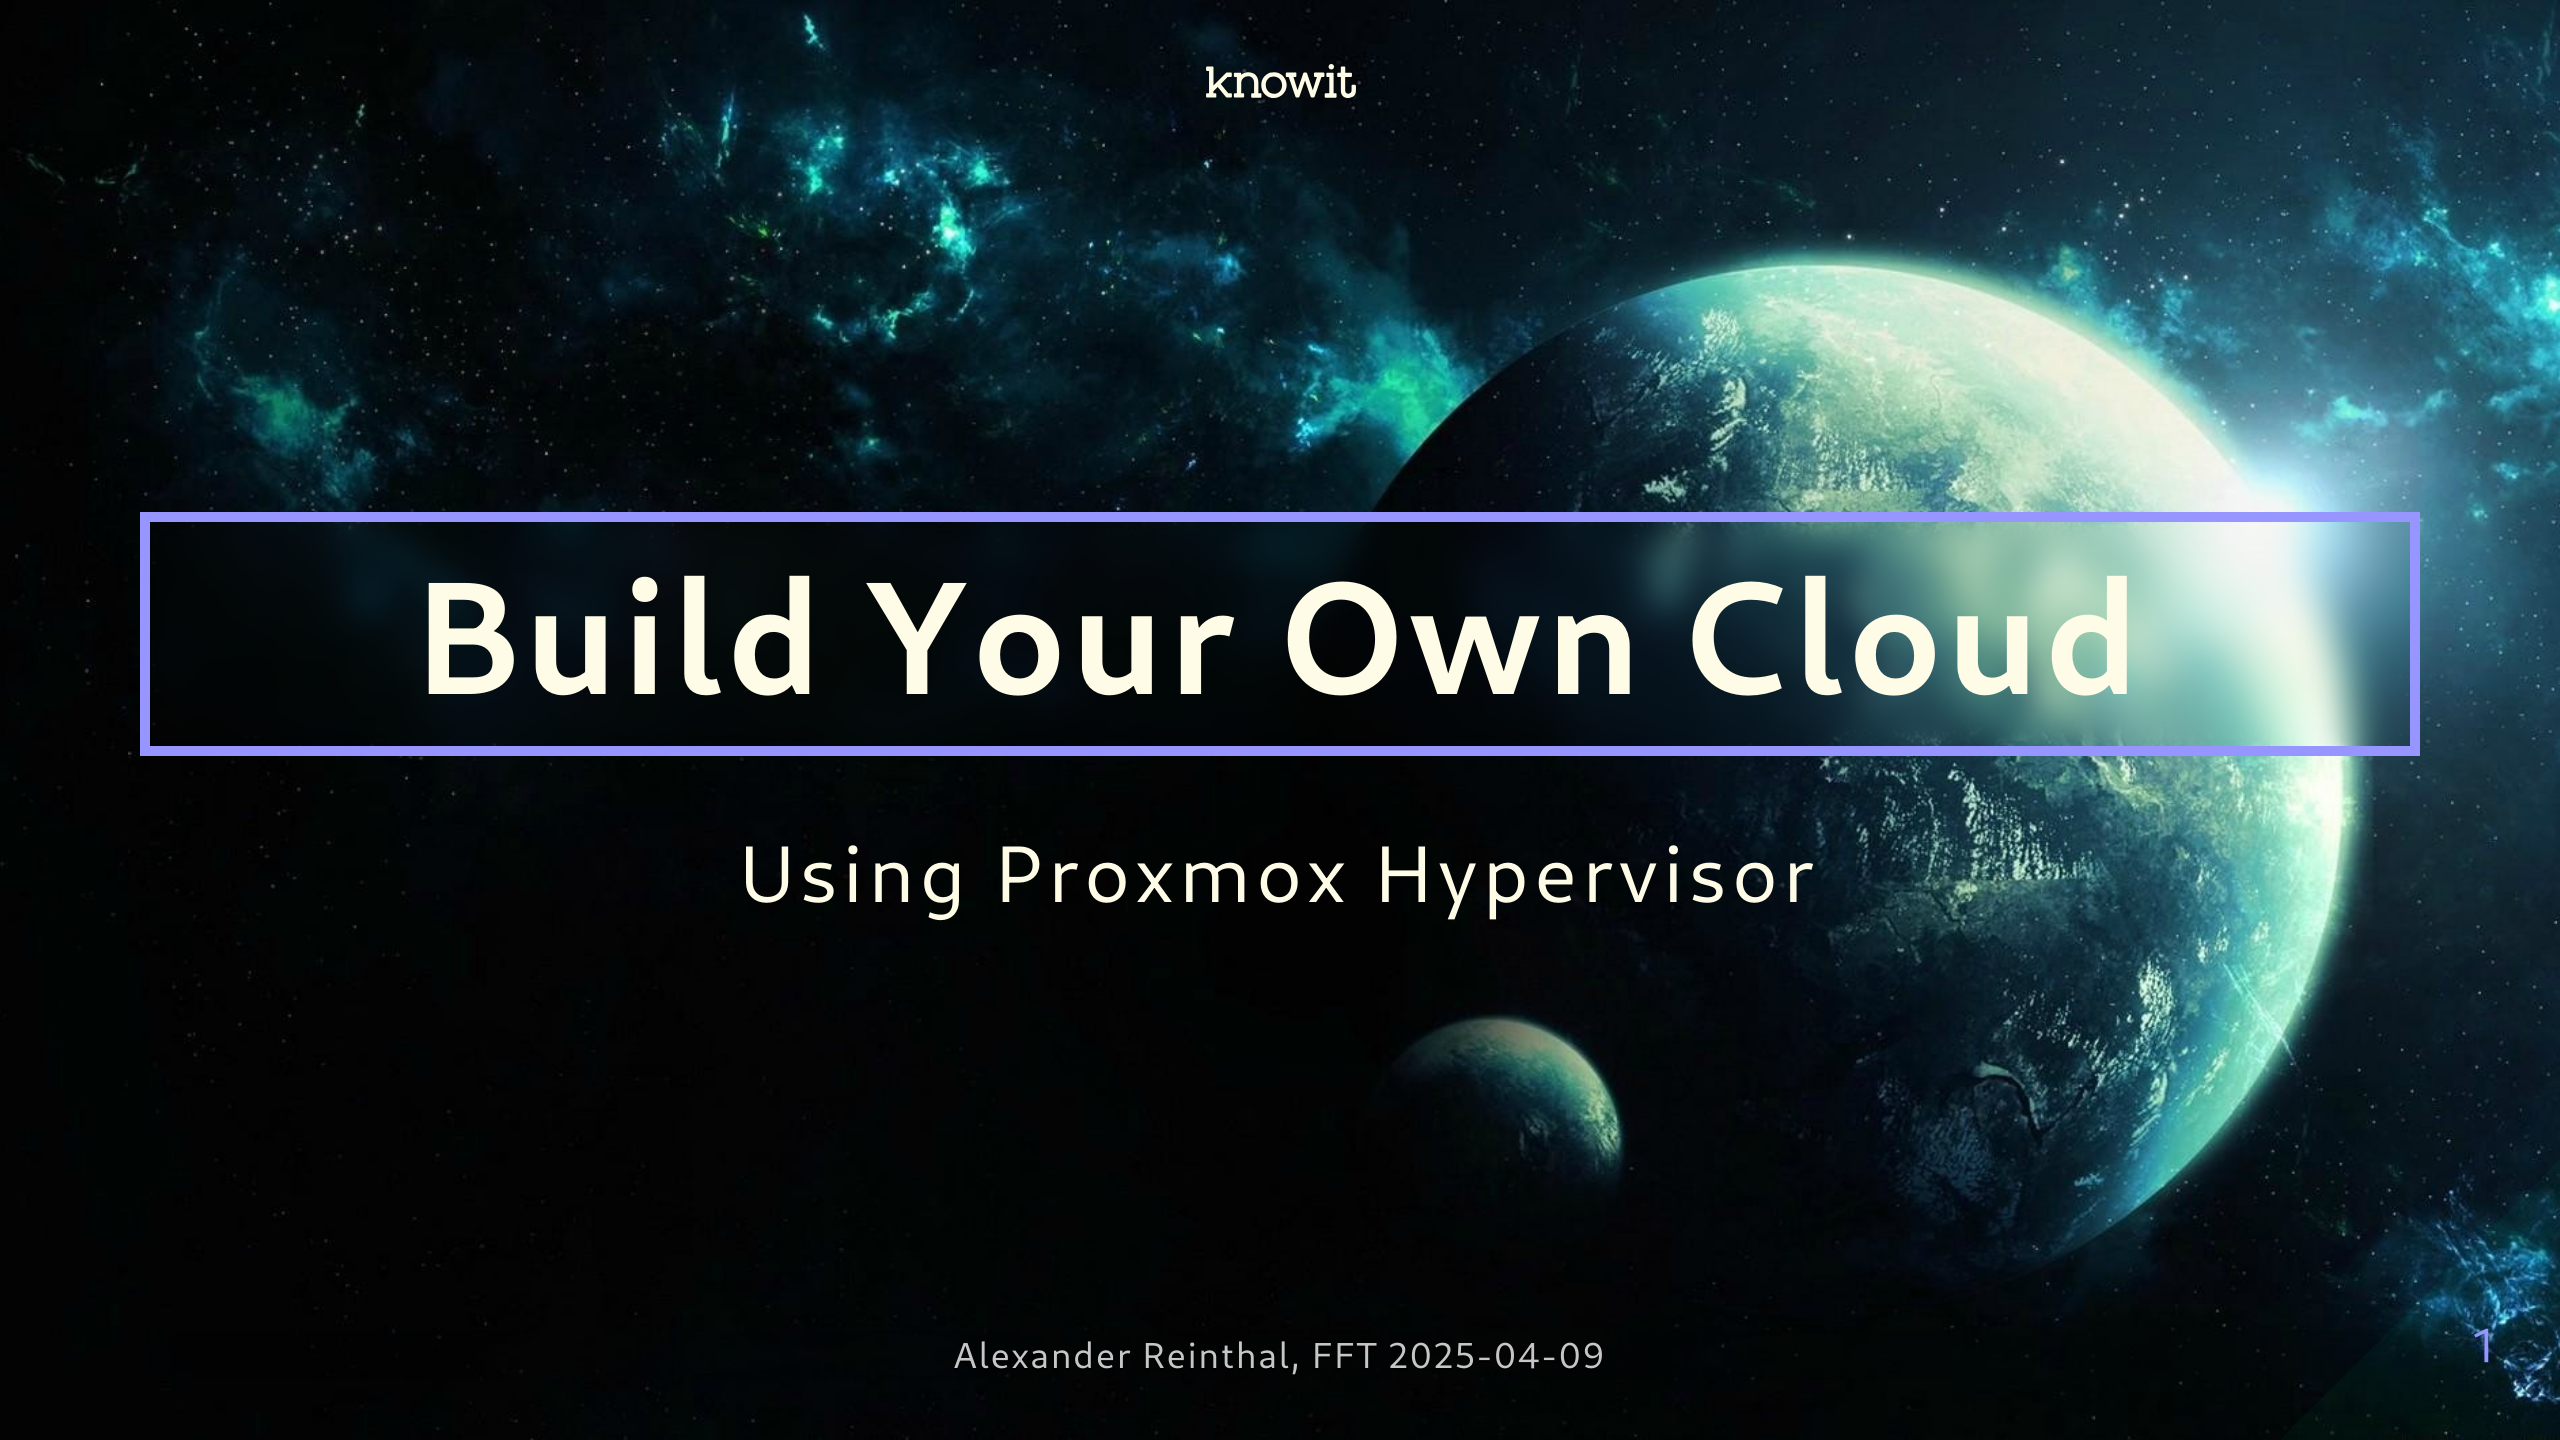 knowit
Build Your Own Cloud
Using Proxmox Hypervisor
Alexander Reinthal, FFT 2025-04-09
1